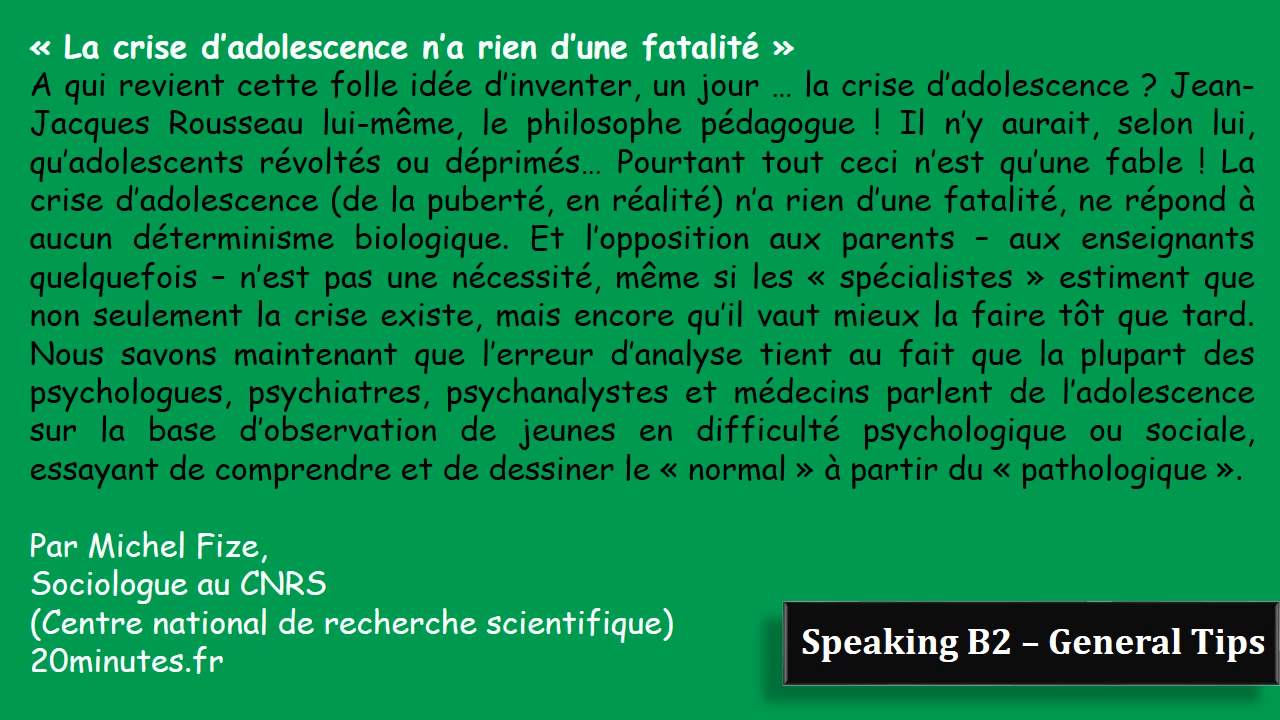 « La crise d’adolescence n’a rien d’une fatalité »
A qui revient cette folle idée d’inventer, un jour … la crise d’adolescence ? Jean-
Jacques Rousseau lui-même, le philosophe pédagogue ! Il n’y aurait, selon lui,
qu’adolescents révoltés ou déprimés… Pourtant tout ceci n’est qu’une fable ! La
crise d’adolescence (de la puberté, en réalité) n’a rien d’une fatalité, ne répond à
aucun déterminisme biologique. Et l’opposition aux parents – aux enseignants
quelquefois – n’est pas une nécessité, même si les « spécialistes » estiment que
non seulement la crise existe, mais encore qu’il vaut mieux la faire tôt que tard.
Nous savons maintenant que l’erreur d’analyse tient au fait que la plupart des
psychologues, psychiatres, psychanalystes et médecins parlent de l’adolescence
sur la base d’observation de jeunes en difficulté psychologique ou sociale,
essayant de comprendre et de dessiner le « normal » à partir du « pathologique ».
Par Michel Fize,
Sociologue au CNRS
(Centre national de recherche scientifique)
20minutes.fr
Speaking B2 – General Tips